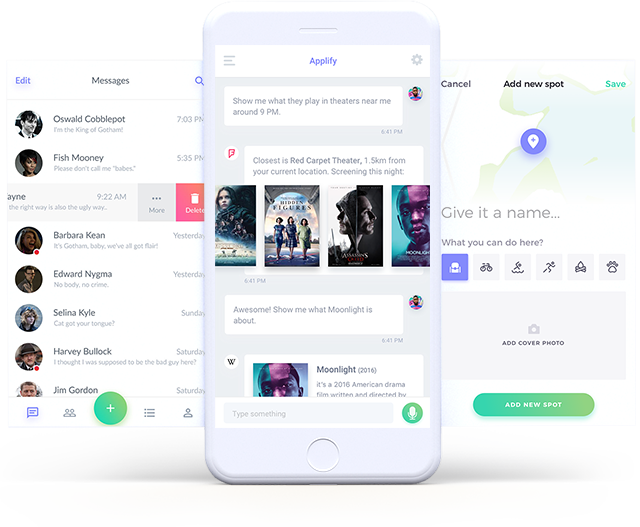 Edit
Messages
Oswald Cobblepot
7:03 PM
I'm the King of Gotham!
Fish Mooney
5:35 PM
Please don't call me "babes."
ayne
9:22 AM
the right way is also the ugly way..
More
Delete
Barbara Kean
Yesterday
It's Gotham, baby, we've all got flair!
Edward Nygma
Yesterday
No body, no crime.
Selina Kyle
Sunday
Cat got your tongue?
Harvey Bullock
Saturday
I thought I was supposed to be the bad guy here?
Jim Gordon
Saturday
Applify
Show me what they play in theaters near me
around 9 PM.
6:41 PM
Closest is Red Carpet Theater, 1.5km from
your current location. Screening this night:
HIDDEN
FIGURES
ASSASSIN'S
CREED
MOONLIGHT
6:41 PM
Awesome! Show me what Moonlight is
about.
6:41 PM
W
Moonlight (2016)
it's a 2016 American drama
film written and directed by
Type something
Cancel
Add new spot
Save
Give it a name...
What you can do here?
ADD COVER PHOTO
ADD NEW SPOT